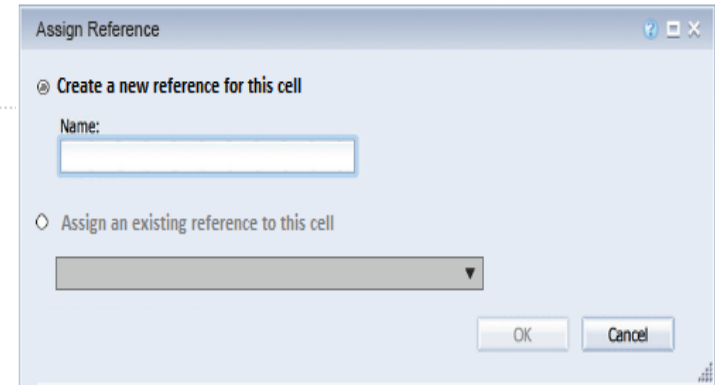 Assign Reference
Create a new reference for this cell
Name:
Assign an existing reference to this cell
OK Cancel